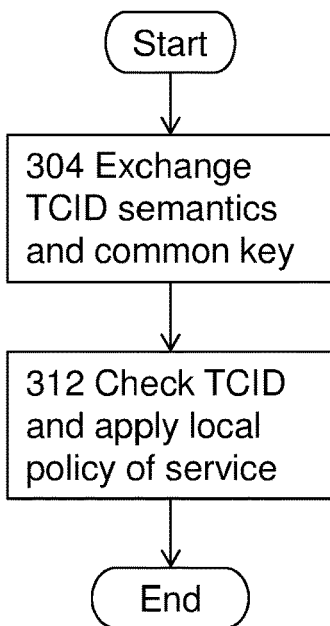 Start
304 Exchange
TCID semantics
and common key
312 Check TCID
and apply local
policy of service
End